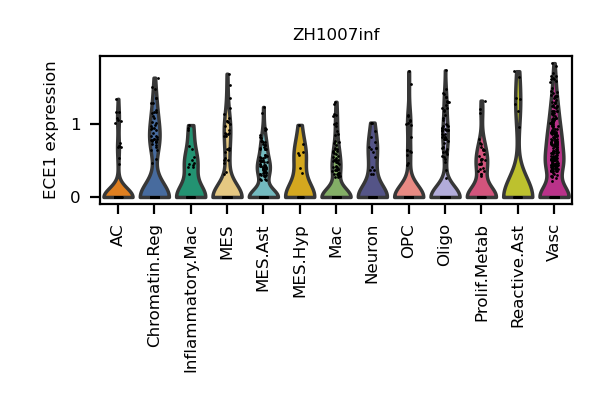 ZH1007inf
ECE1 expression
1
0
AC
Chromatin.Reg
Inflammatory.Mac
MES
MES.Ast
MES.Hyp
Mac
Neuron
OPC
Oligo
Prolif.Metab
Reactive.Ast
Vasc